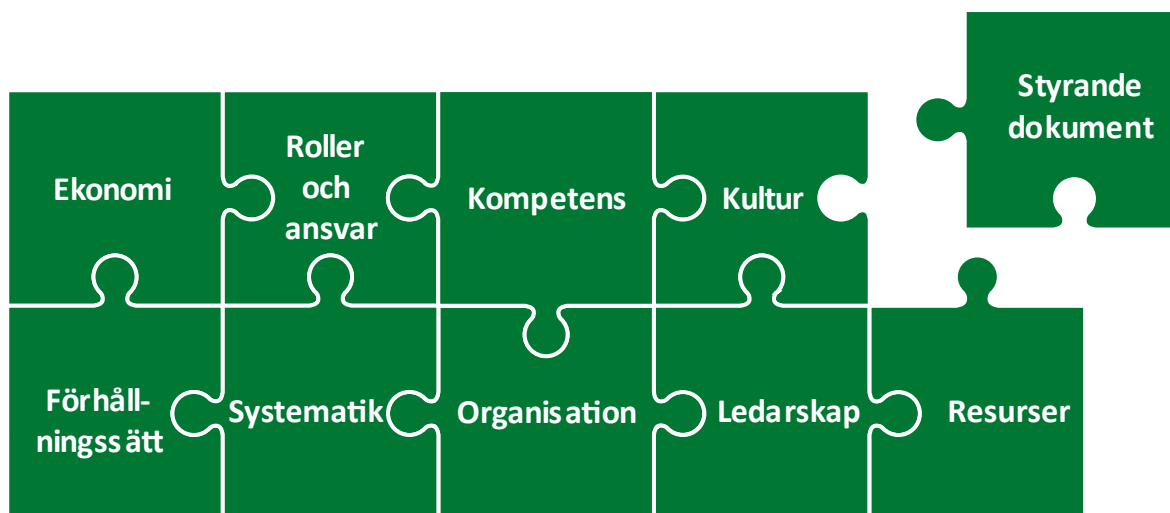 Styrande
dokument
Ekonomi
Roller
och
ansvar
Kompetens
Kultur
Förhåll-
ningssätt
Systematik
Organisation
Ledarskap
Resurser